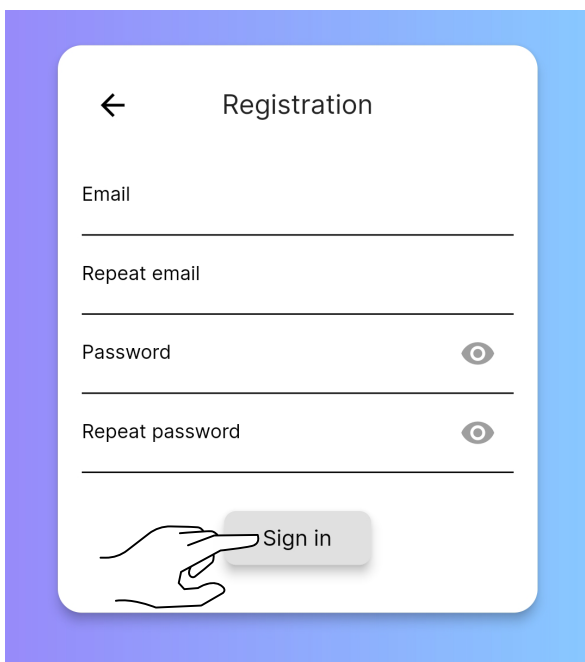 Registration
Email
Repeat email
Password
Repeat password
Sign in